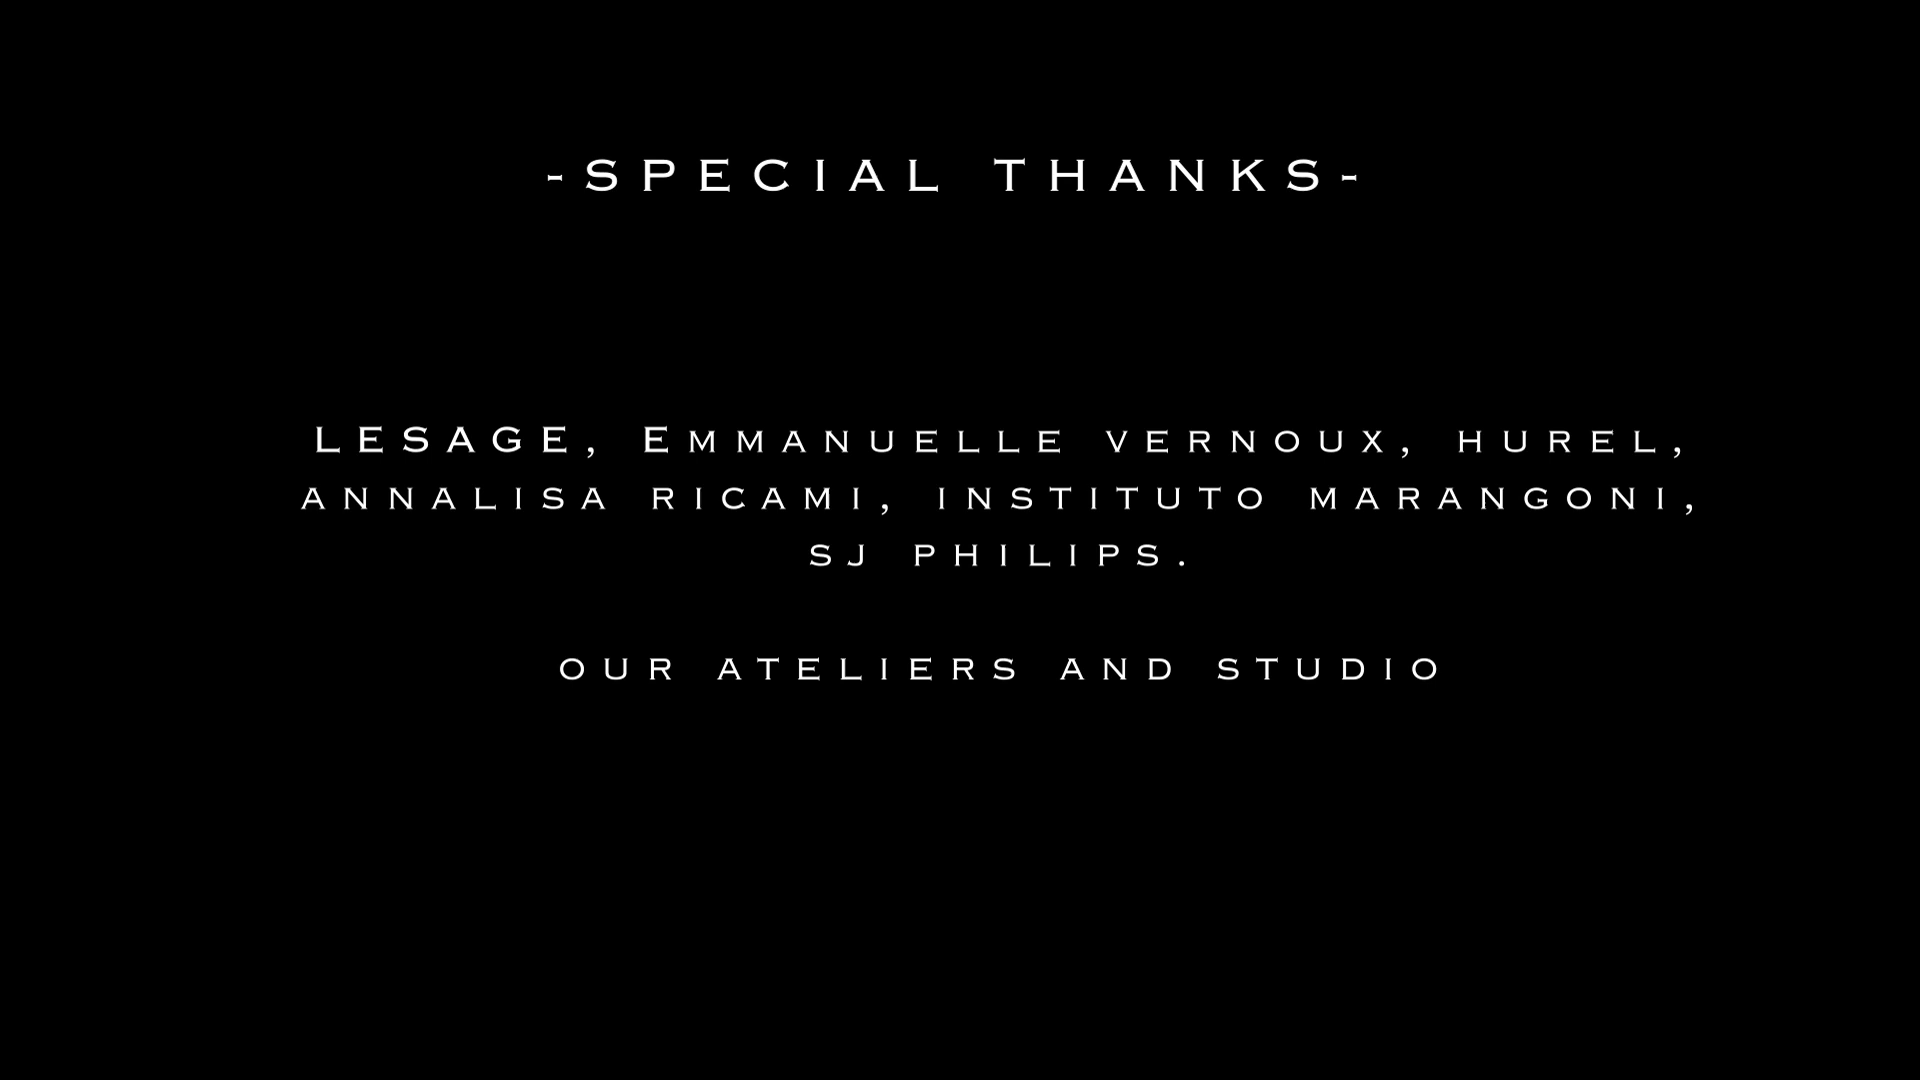 -SPECIAL THANKS-
LESAGE, EMMANUELLE VERNOUX, HUREL,
ANNALISA RICAMI, INSTITUTO MARANGONI,
SJ PHILIPS.
OUR ATELIERS AND STUDIO